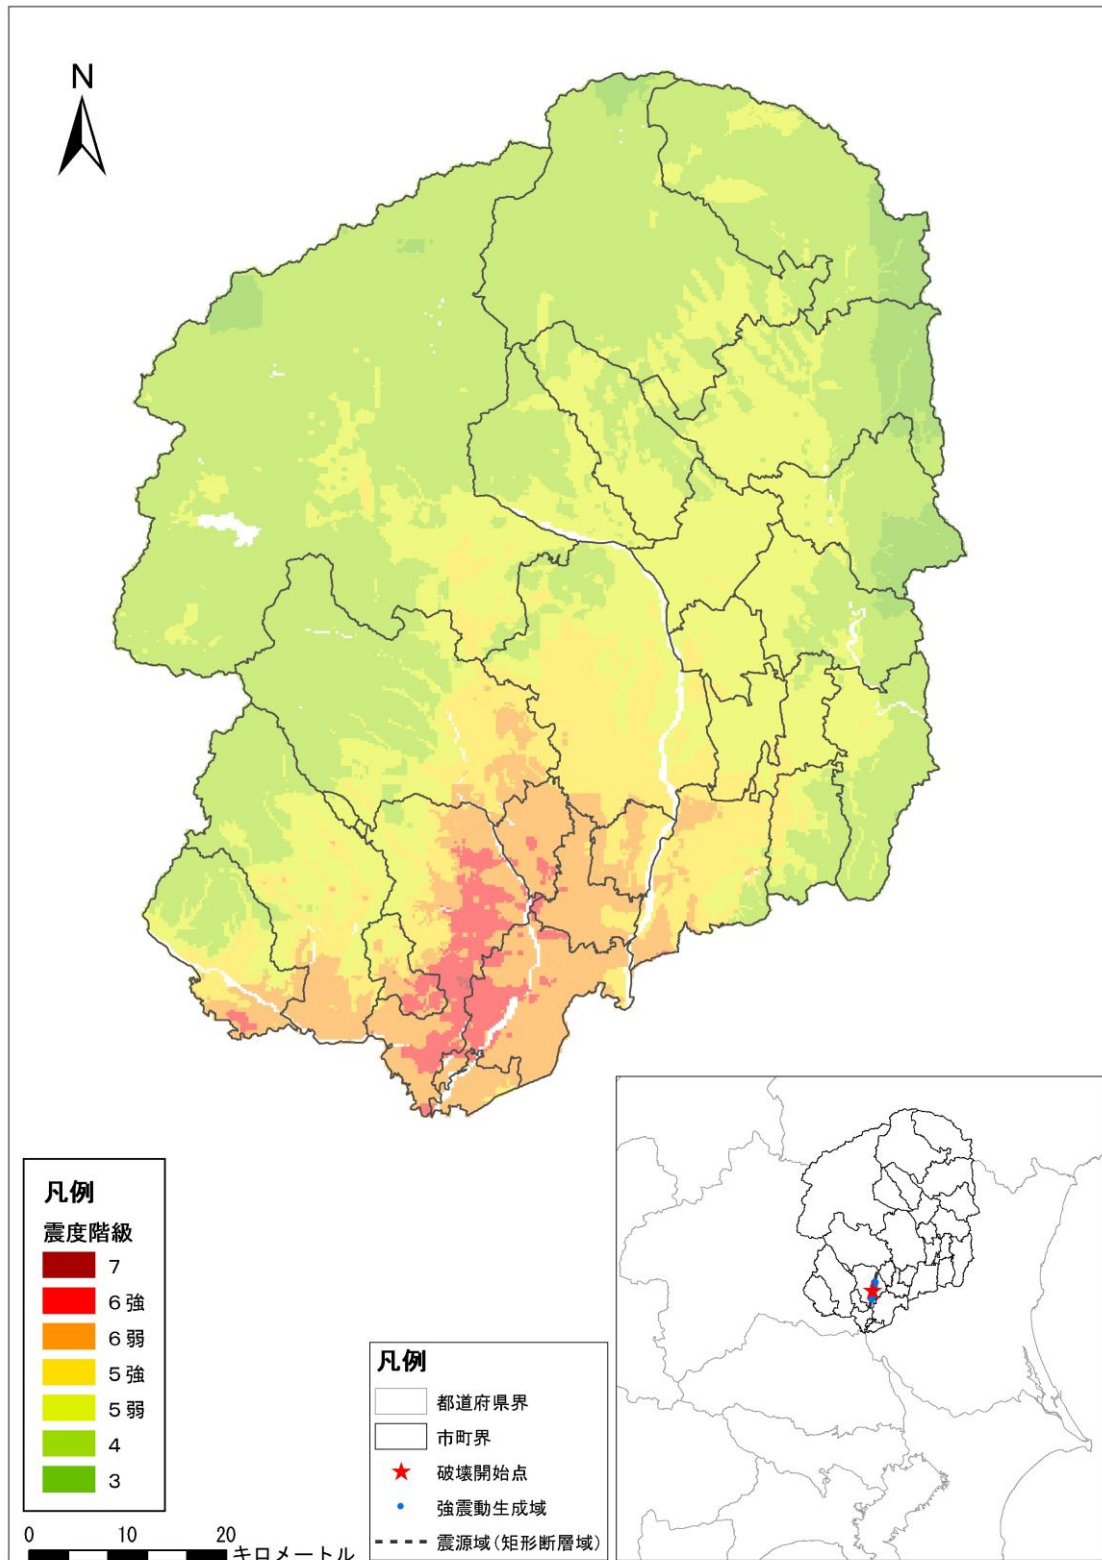 N
凡例
震度階級
7
6強
6弱
5強
5弱
4
3
0 10 20
キロメートル
凡例
都道府県界
市町界
破壊開始点
強震動生成域
震源域(矩形断層域)